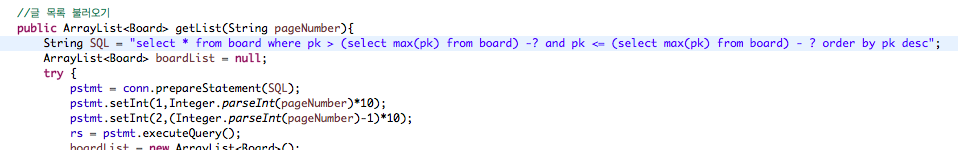 //글 목록 불러오기
public ArrayList<Board> getList(String pageNumber){
String SQL = "select * from board where pk > (select max(pk) from board) -? and pk <= (select max(pk) from board) - ? order by pk desc";
ArrayList<Board> boardList = null;
try {
pstmt = conn.prepareStatement(SQL);
pstmt.setInt(1,Integer.parseInt(pageNumber)*10);
pstmt.setInt(2,(Integer.parseInt(pageNumber)-1)*10);
rs = pstmt.executeQuery();
boardList = new ArrayList<Board>();